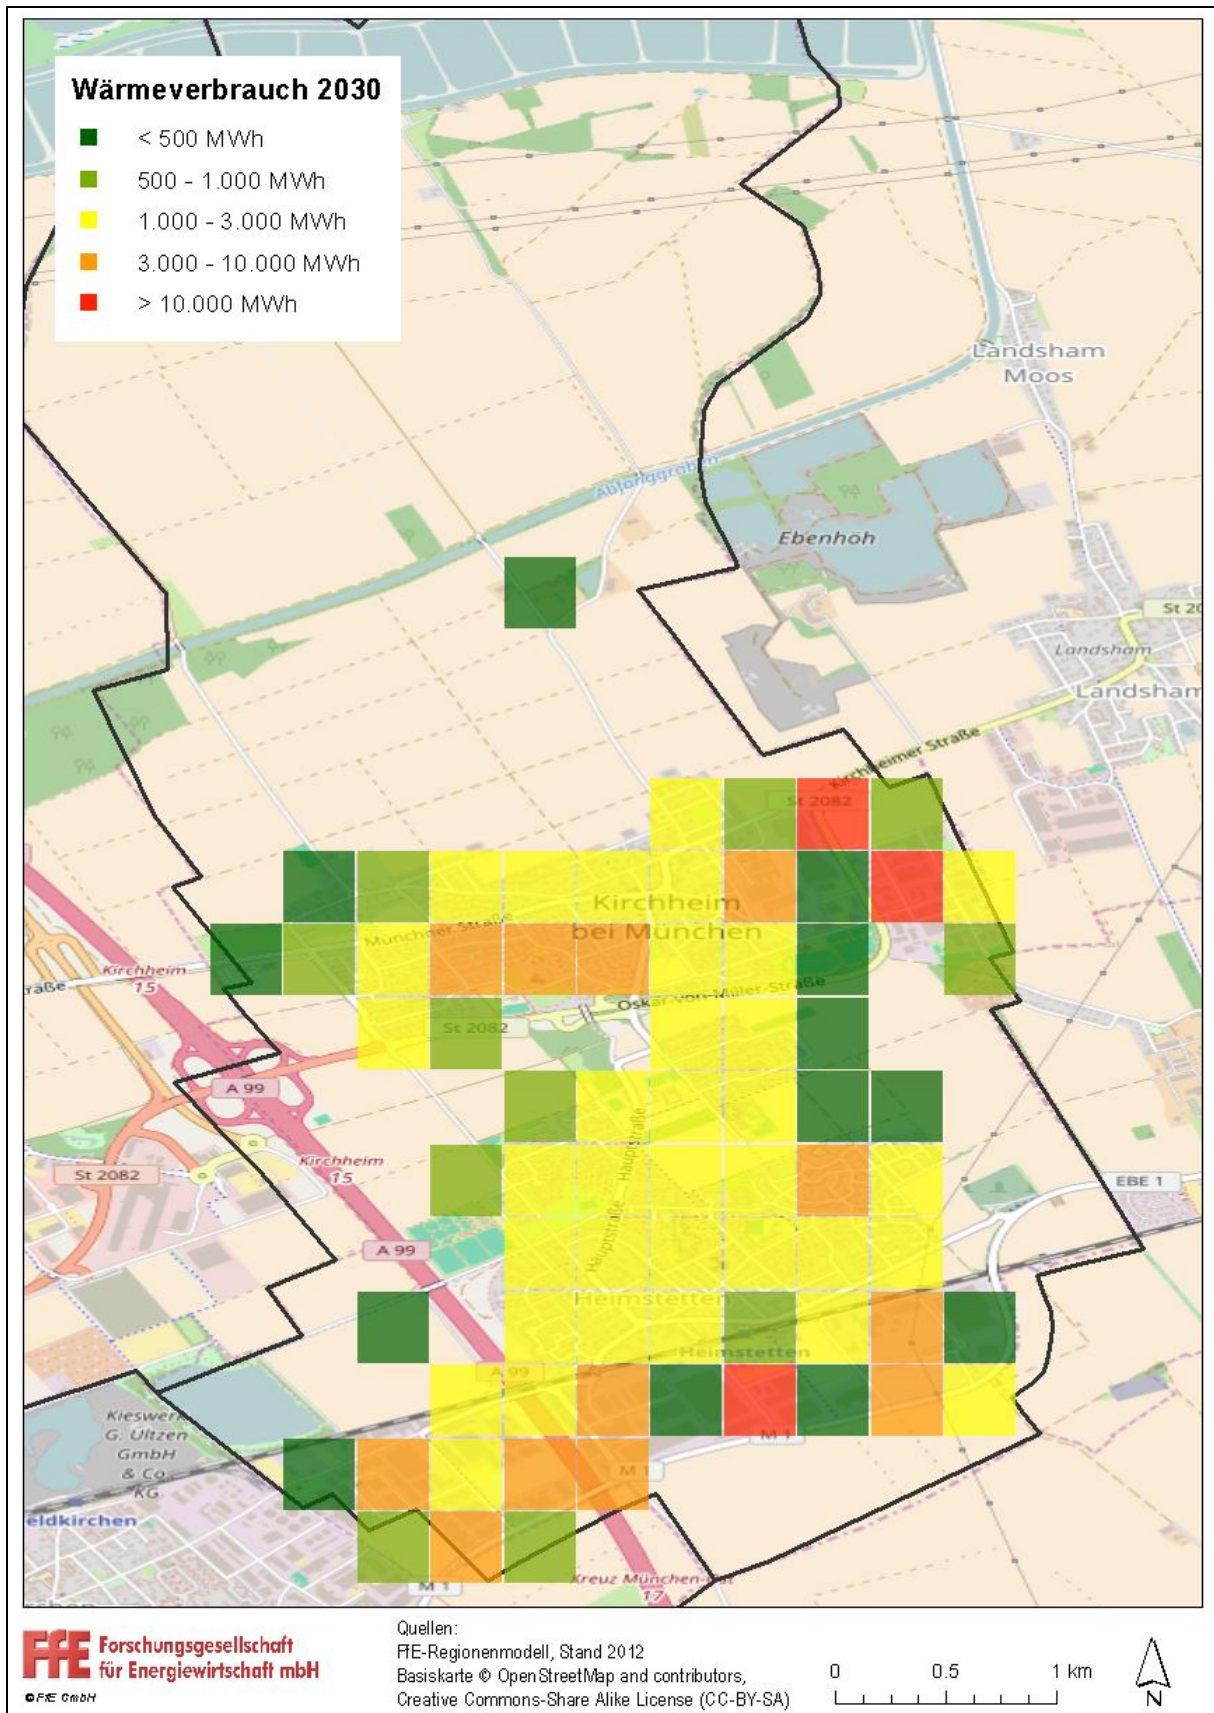 Wärmeverbrauch 2030
< 500 MWh
500 - 1.000 MWh
1.000 - 3.000 MWh
3.000 - 10.000 MWh
> 10.000 MWh
Landsham
Moos
Abfanggraben
Ebenhöh
St 20
Landsham
Landsham
Kirchheimer Straße
St 2082
Kirchheim
bei München
Münchner Straße
Kirchheim
15
raße
Oskar-von-Miller-Straße
St 2082
A 99
Hauptstraße
Kirchheim
15
St 2082
EBE 1
Hauptstraße
A 99
Heimstetten
Heimstetten
A 99
Kieswerk
G. Ultzen
GmbH
& Co
KG
M 1
M 1
eldkirchen
Kreuz München-Ost
17
M 1
FfE Forschungsgesellschaft
für Energiewirtschaft mbH
© FfE GmbH
Quellen:
FfE-Regionenmodell, Stand 2012
Basiskarte © OpenStreetMap and contributors,
Creative Commons-Share Alike License (CC-BY-SA)
0 0.5 1 km
N